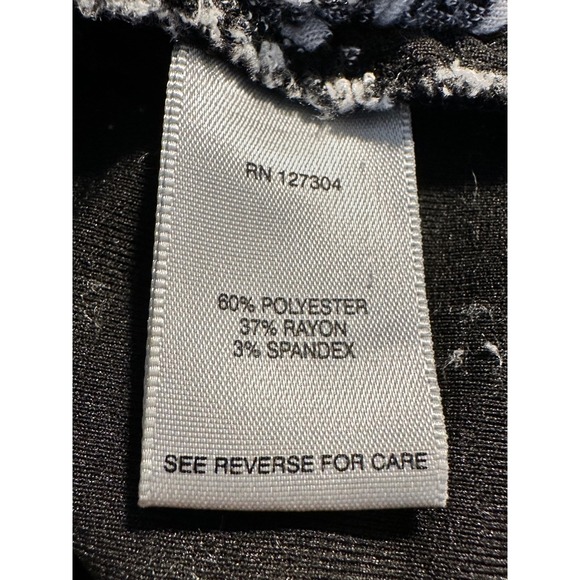 RN 127304
60% POLYESTER
37% RAYON
3% SPANDEX
SEE REVERSE FOR CARE